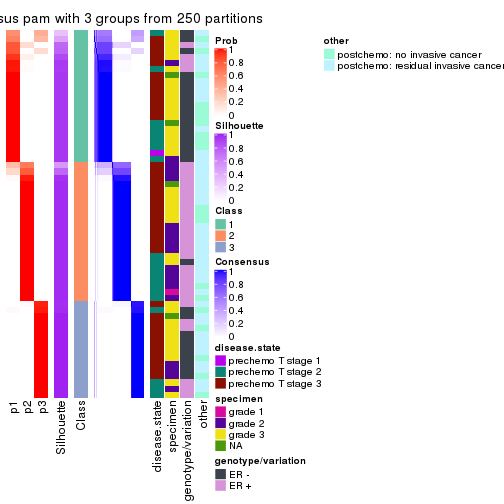 sus pam with 3 groups from 250 partitions
Prob
1
0.8
0.6
0.4
0.2
0
Silhouette
1
0.8
0.6
0.4
0.2
0
Class
1
2
3
Consensus
1
0.8
0.6
0.4
0.2
0
disease.state
prechemo T stage 1
prechemo T stage 2
prechemo T stage 3
specimen
grade 1
grade 2
grade 3
NA
genotype/variation
ER -
ER +
other
postchemo: no invasive cancer
postchemo: residual invasive cancer
p1
p2
p3
Silhouette
Class
disease.state
specimen
genotype/variation
other